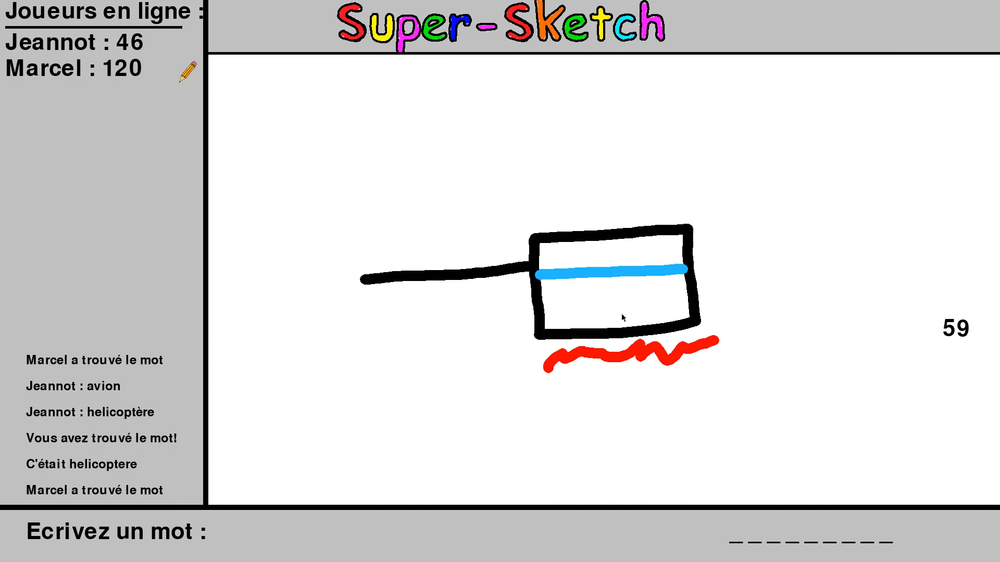 Joueurs en ligne :
Super-Sketch
Jeannot : 46
Marcel : 120
59
Marcel a trouvé le mot
Jeannot : avion
Jeannot : helicoptère
Vous avez trouvé le mot!
C'était helicoptere
Marcel a trouvé le mot
Ecrivez un mot :
_ _ _ _ _ _ _ _ _